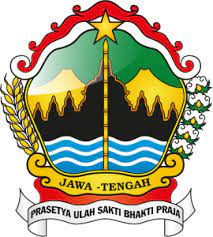 JAWA - TENGAH
PRASETYA ULAH SAKTI BHAKTI PRAJA